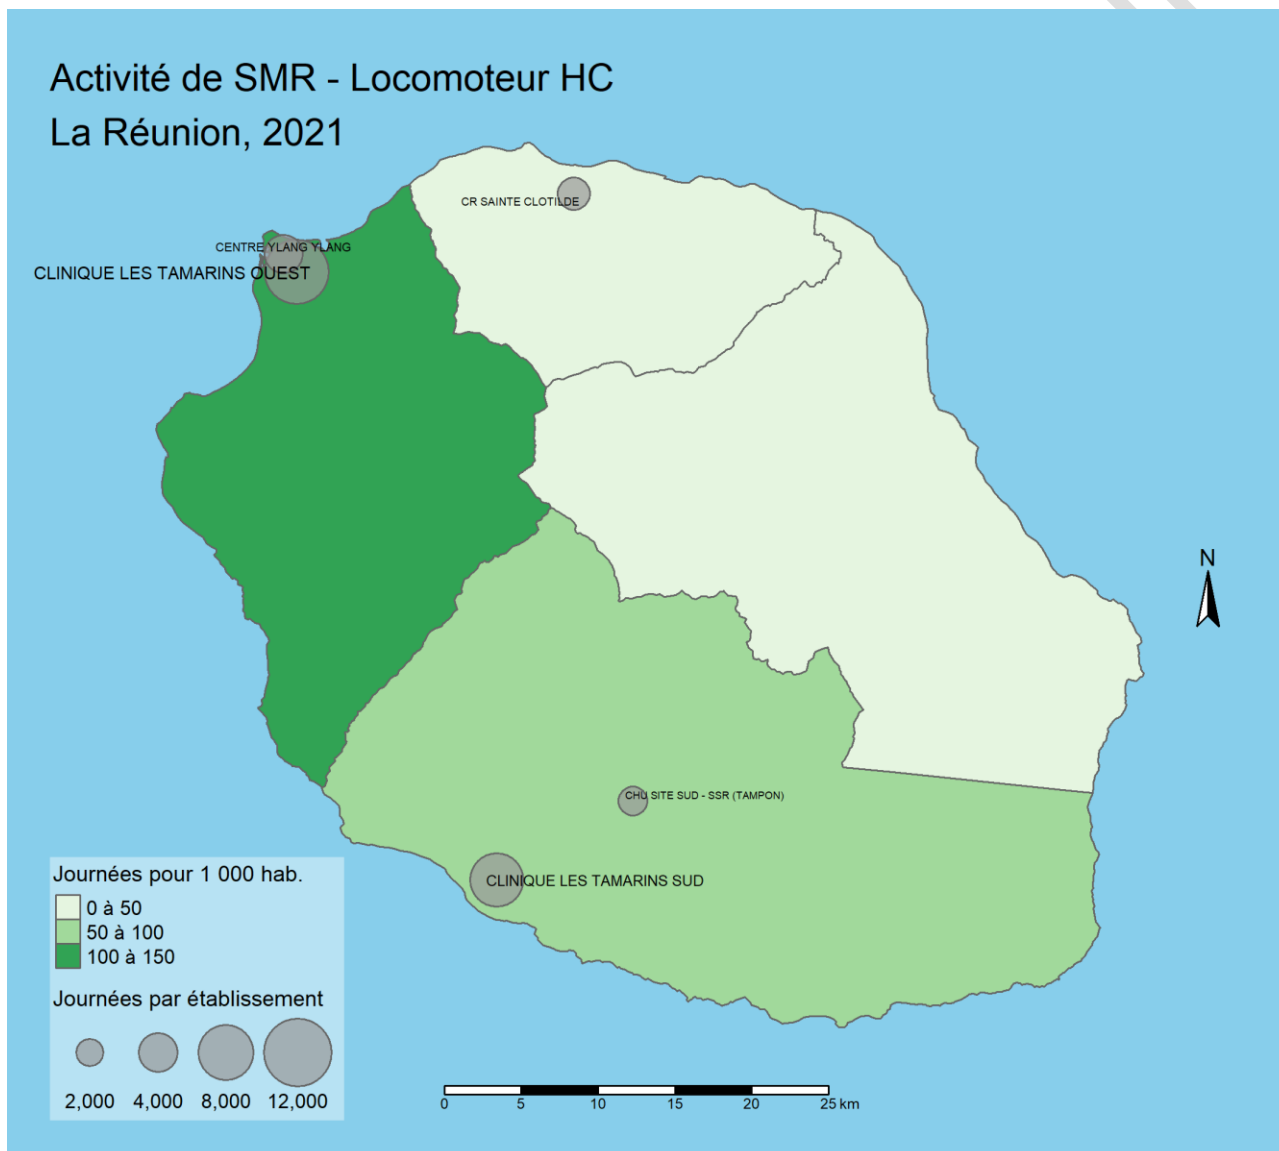 Activité de SMR - Locomoteur HC
La Réunion, 2021
CR SAINTE CLOTILDE
CENTRE YLANG YLANG
CLINIQUE LES TAMARINS OUEST
N
CHU SITE SUD - SSR (TAMPON)
CLINIQUE LES TAMARINS SUD
Journées pour 1 000 hab.
0 à 50
50 à 100
100 à 150
Journées par établissement
2,000 4,000 8,000 12,000
0 5 10 15 20 25 km